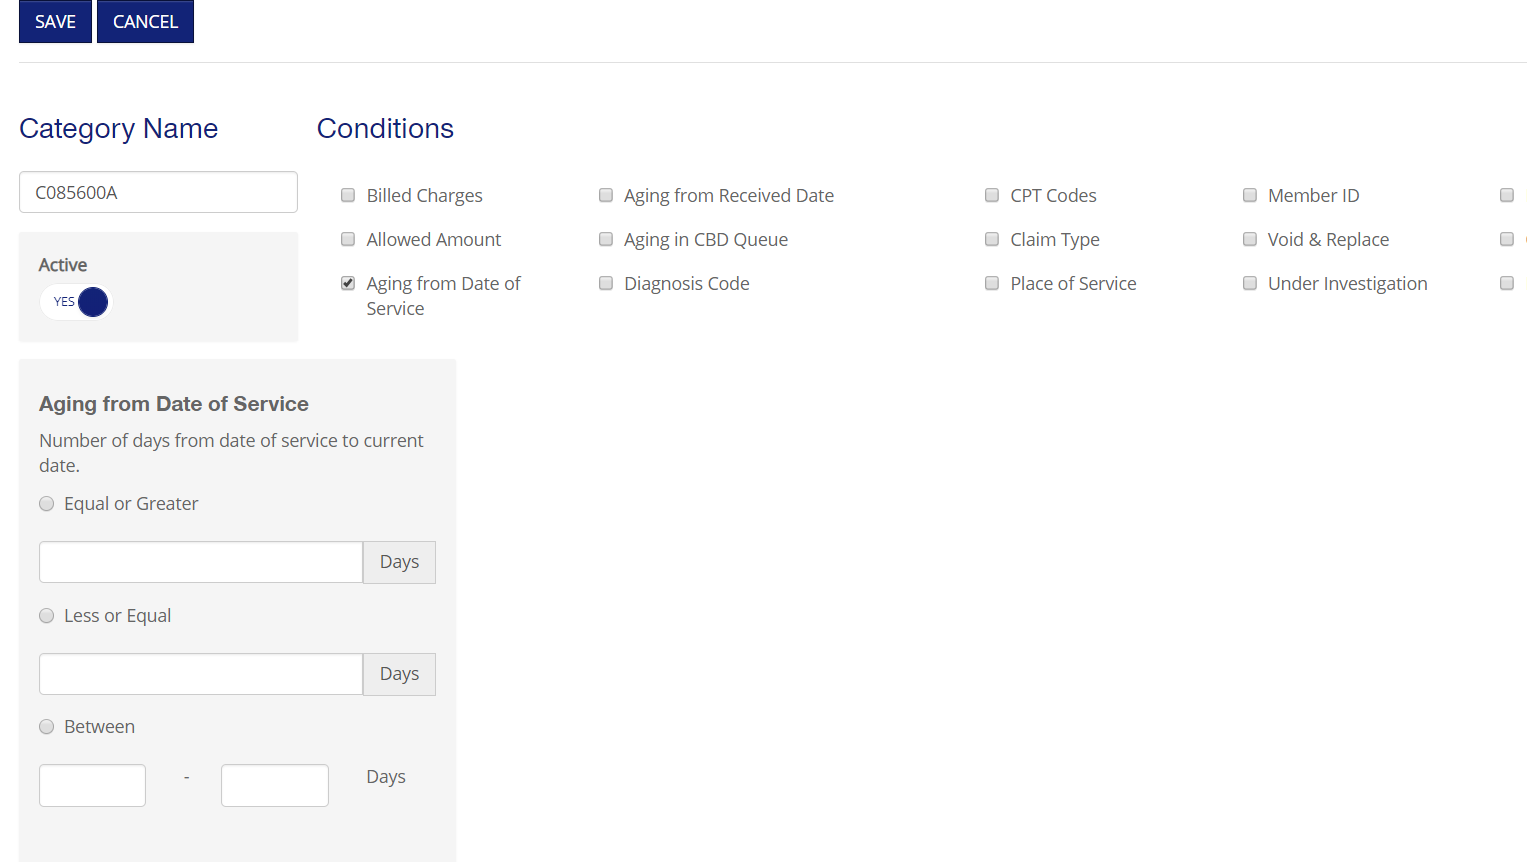 SAVE CANCEL
Category Name
Conditions
C085600A
Billed Charges
Aging from Received Date
CPT Codes
Member ID
Allowed Amount
Aging in CBD Queue
Claim Type
Void & Replace
Aging from Date of
Service
Diagnosis Code
Place of Service
Under Investigation
Active
YES
Aging from Date of Service
Number of days from date of service to current
date.
Equal or Greater
Days
Less or Equal
Days
Between
- Days